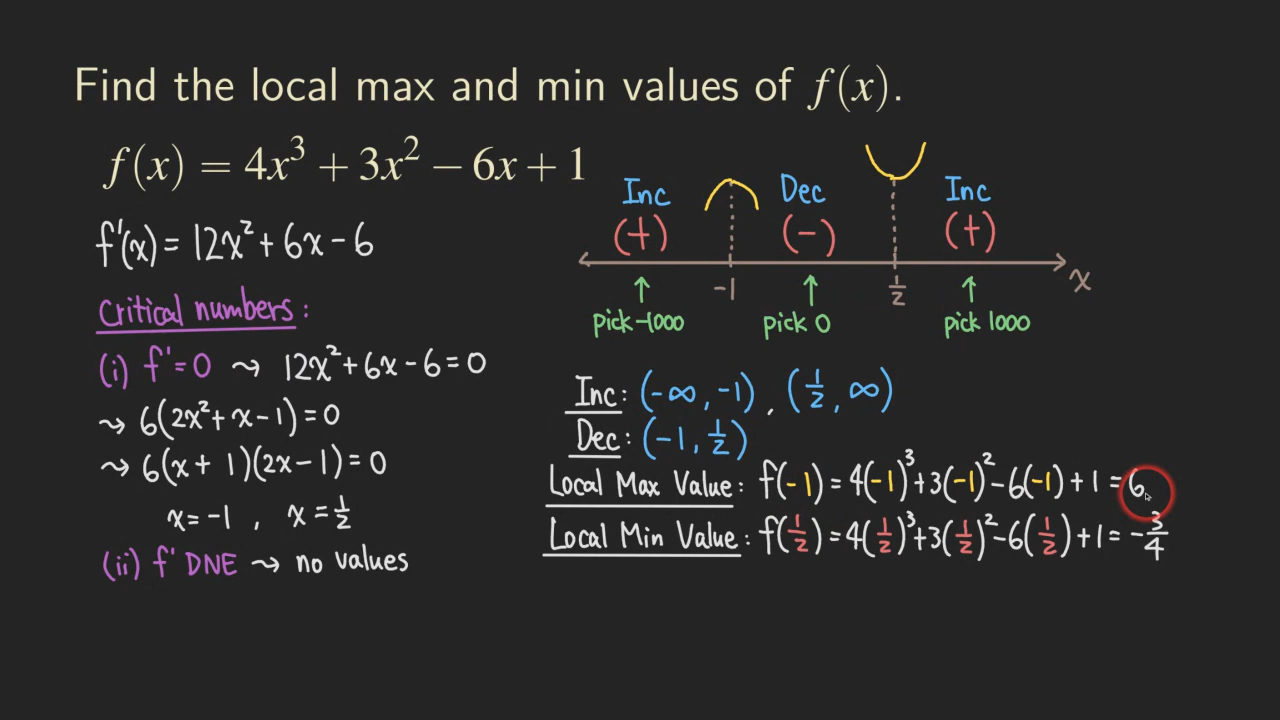 Find the local max and min values of f(x).
f(x) = 4x³ + 3x² − 6x + 1
f'(x) = 12x² + 6x − 6
Critical numbers:
(i) f' = 0 ⇝ 12x² + 6x − 6 = 0
⇝ 6(2x² + x − 1) = 0
⇝ 6(x + 1)(2x − 1) = 0
x = −1 , x = 1/2
(ii) f' DNE ⇝ no values
Inc Dec Inc
(+) (−) (+)
−1 1/2 x
pick −1000 pick 0 pick 1000
Inc: (−∞, −1) , (1/2, ∞)
Dec: (−1, 1/2)
Local Max Value: f(−1) = 4(−1)³ + 3(−1)² − 6(−1) + 1 = 6
Local Min Value: f(1/2) = 4(1/2)³ + 3(1/2)² − 6(1/2) + 1 = −3/4